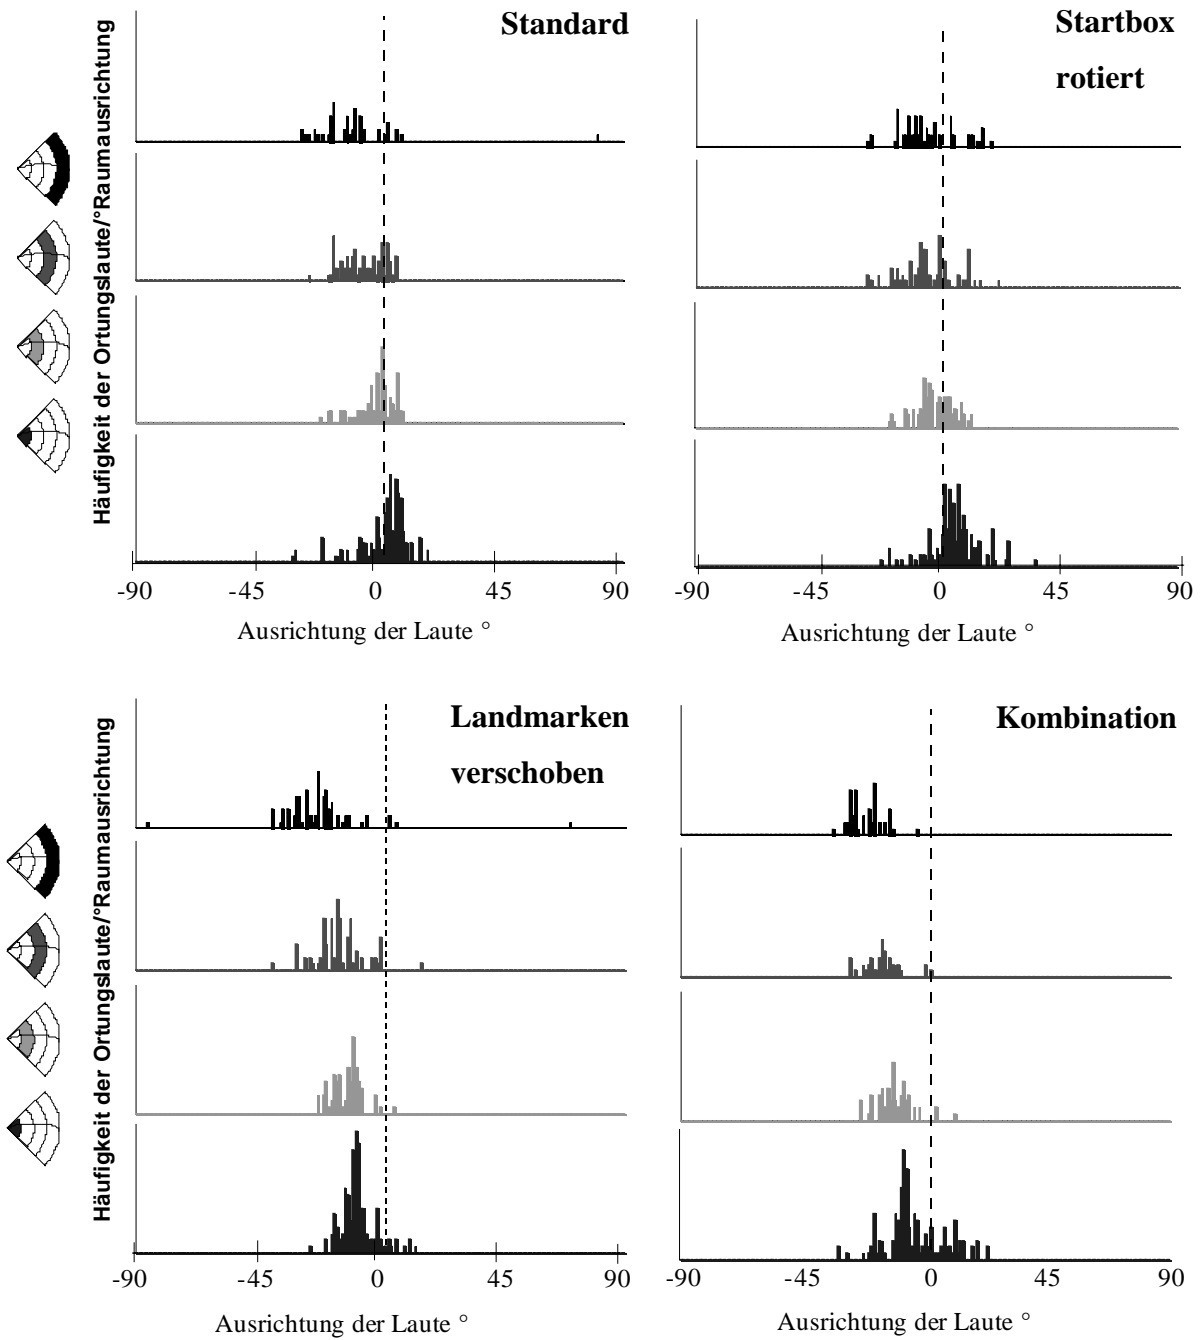 Standard
Häufigkeit der Ortungslaute/°Raumausrichtung
-90 -45 0 45 90
Ausrichtung der Laute °
Startbox
rotiert
-90 -45 0 45 90
Ausrichtung der Laute °
Landmarken
verschoben
Häufigkeit der Ortungslaute/°Raumausrichtung
-90 -45 0 45 90
Ausrichtung der Laute °
Kombination
-90 -45 0 45 90
Ausrichtung der Laute °